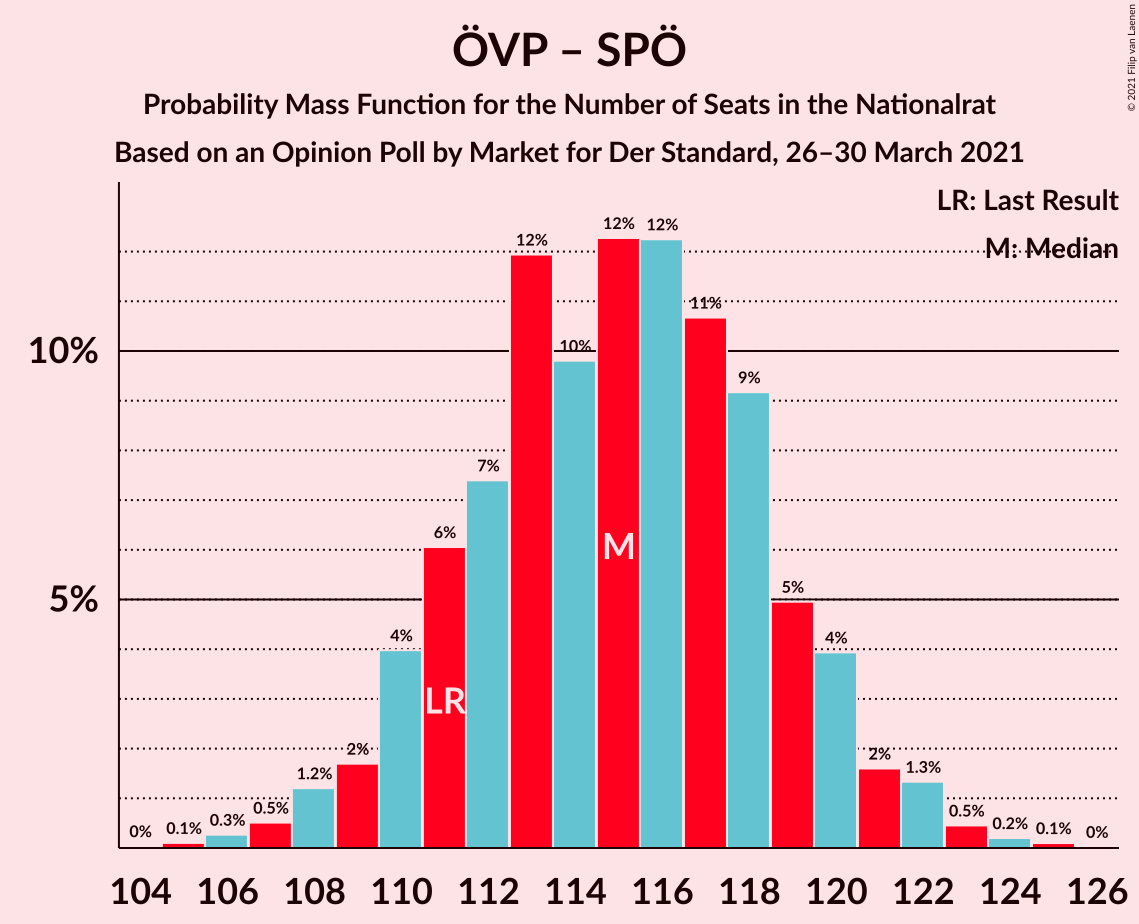 ÖVP – SPÖ
Probability Mass Function for the Number of Seats in the Nationalrat
Based on an Opinion Poll by Market for Der Standard, 26–30 March 2021
© 2021 Filip van Laenen
LR: Last Result
M: Median
10%
5%
0%
0.1%
0.3%
0.5%
1.2%
2%
4%
6%
7%
12%
10%
12%
12%
11%
9%
5%
4%
2%
1.3%
0.5%
0.2%
0.1%
0%
LR
M
104 106 108 110 112 114 116 118 120 122 124 126